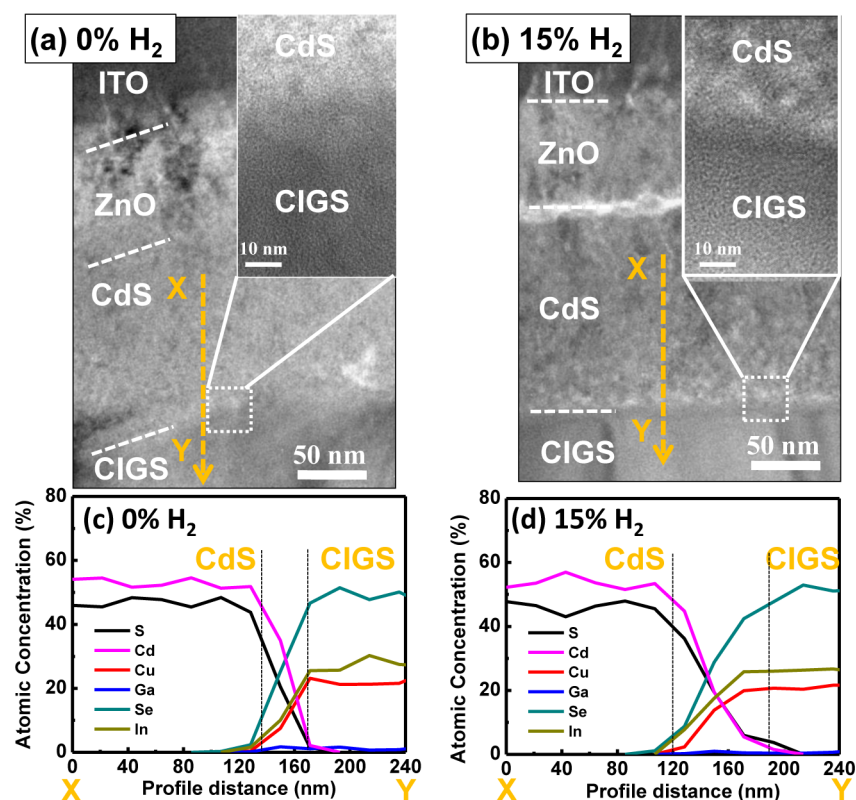 (a) 0% H2
CdS
ITO
ZnO
CIGS
10 nm
CdS
X
Y
CIGS
50 nm
(b) 15% H2
CdS
ITO
ZnO
CIGS
10 nm
X
CdS
Y
CIGS
50 nm
(c) 0% H2
CdS
CIGS
Atomic Concentration (%)
80
60
40
20
0
S
Cd
Cu
Ga
Se
In
0 40 80 120 160 200 240
X Profile distance (nm) Y
(d) 15% H2
CdS
CIGS
Atomic Concentration (%)
80
60
40
20
0
S
Cd
Cu
Ga
Se
In
0 40 80 120 160 200 240
X Profile distance (nm) Y